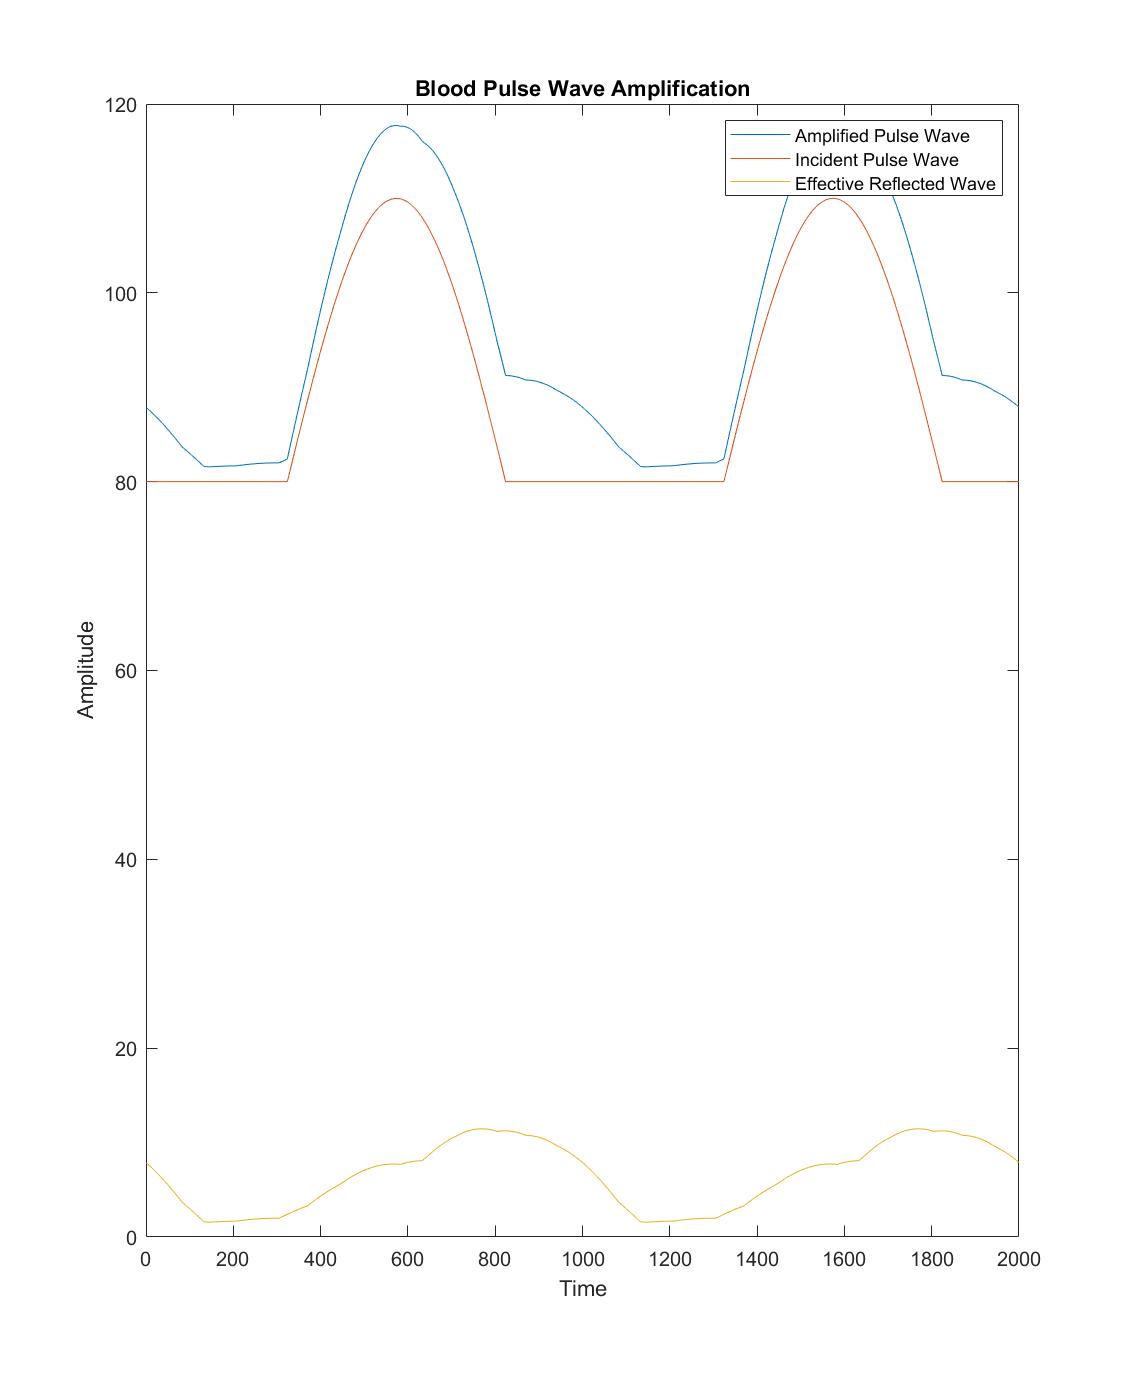 Blood Pulse Wave Amplification
120
100
80
60
40
20
0
Amplitude
Amplified Pulse Wave
Incident Pulse Wave
Effective Reflected Wave
0 200 400 600 800 1000 1200 1400 1600 1800 2000
Time